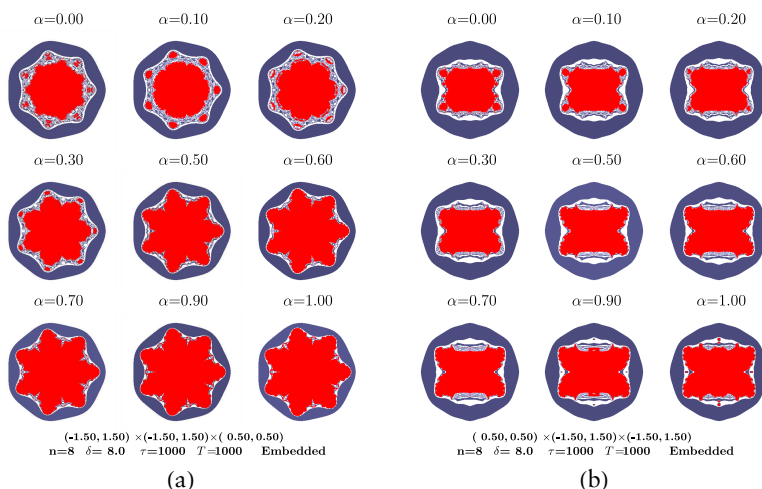 α=0.00 α=0.10 α=0.20 α=0.00 α=0.10 α=0.20
α=0.30 α=0.50 α=0.60 α=0.30 α=0.50 α=0.60
α=0.70 α=0.90 α=1.00 α=0.70 α=0.90 α=1.00
(-1.50, 1.50) ×(-1.50, 1.50)×( 0.50, 0.50) ( 0.50, 0.50) ×(-1.50, 1.50)×(-1.50, 1.50)
n=8 δ= 8.0 τ=1000 T=1000 Embedded n=8 δ= 8.0 τ=1000 T=1000 Embedded
(a) (b)